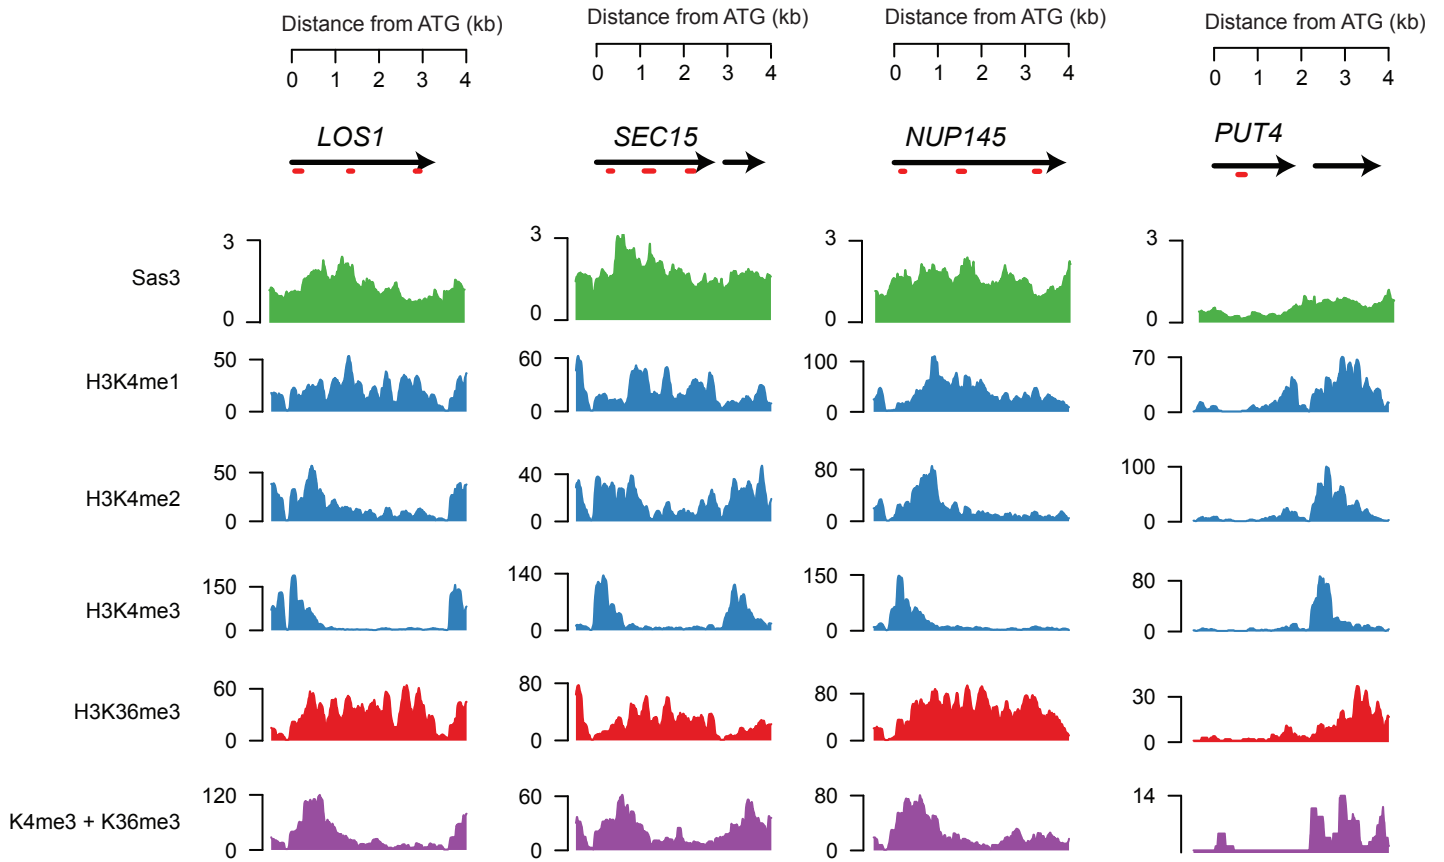 Distance from ATG (kb) Distance from ATG (kb) Distance from ATG (kb) Distance from ATG (kb)
0 1 2 3 4 0 1 2 3 4 0 1 2 3 4 0 1 2 3 4
LOS1 SEC15 NUP145 PUT4
3 3 3 3
Sas3
0 0 0 0
50 60 100 70
H3K4me1
0 0 0 0
50 40 80 100
H3K4me2
0 0 0 0
150 140 150 80
H3K4me3
0 0 0 0
60 80 80 30
H3K36me3
0 0 0 0
120 60 80 14
K4me3 + K36me3
0 0 0 0